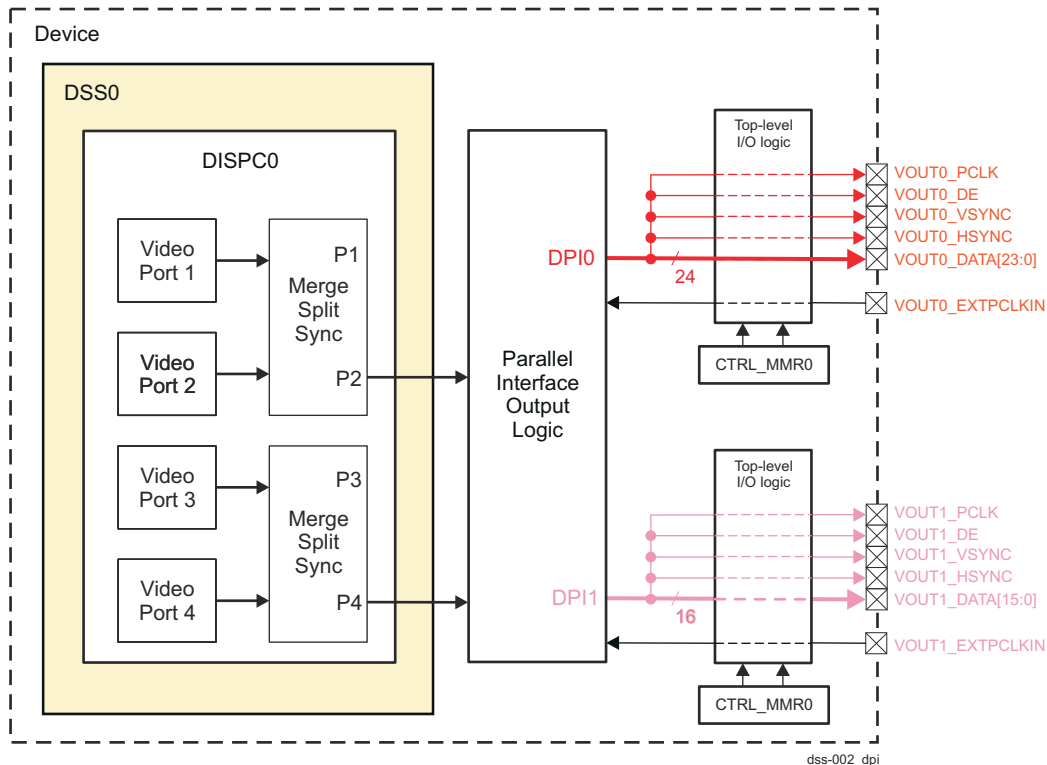 Device
DSS0
DISPC0
Video
Port 1
Video
Port 2
P1
Merge
Split
Sync
P2
Video
Port 3
Video
Port 4
P3
Merge
Split
Sync
P4
Parallel
Interface
Output
Logic
DPI0
24
DPI1
16
Top-level
I/O logic
CTRL_MMR0
VOUT0_PCLK
VOUT0_DE
VOUT0_VSYNC
VOUT0_HSYNC
VOUT0_DATA[23:0]
VOUT0_EXTPCLKIN
Top-level
I/O logic
CTRL_MMR0
VOUT1_PCLK
VOUT1_DE
VOUT1_VSYNC
VOUT1_HSYNC
VOUT1_DATA[15:0]
VOUT1_EXTPCLKIN
dss-002_dpi